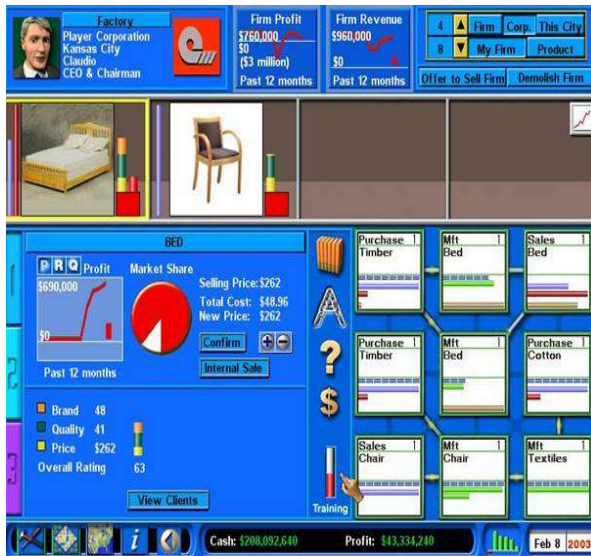 Factory
Player Corporation
Kansas City
Claudio
CEO & Chairman
Firm Profit
$760,000
$0
($3 million)
Past 12 months
Firm Revenue
$960,000
$0
Past 12 months
4 Firm Corp. This City
8 My Firm Product
Offer to Sell Firm Demolish Firm
BED
P R Q Profit Market Share
$690,000
$0
Past 12 months
Selling Price: $262
Total Cost: $48.96
New Price: $262
Confirm
Internal Sale
Brand 48
Quality 41
Price $262
Overall Rating 63
View Clients
1
2
3
?
$
Training
Purchase 1
Timber
Mft 1
Bed
Sales 1
Bed
Purchase 1
Timber
Mft 1
Bed
Purchase 1
Cotton
Sales 1
Chair
Mft 1
Chair
Mft 1
Textiles
i
Cash: $208,092,640 Profit: $43,334,240
Feb 8 2003